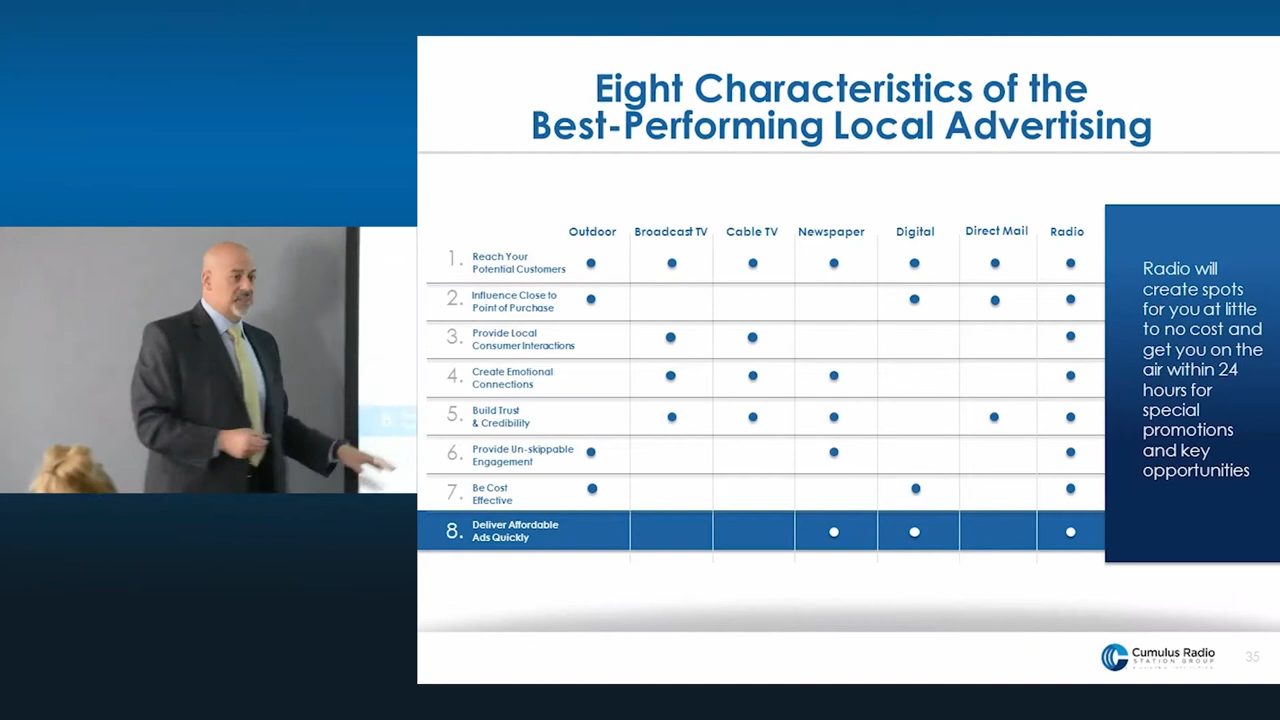 Eight Characteristics of the
Best-Performing Local Advertising
Outdoor Broadcast TV Cable TV Newspaper Digital Direct Mail Radio
1. Reach Your
Potential Customers
2. Influence Close to
Point of Purchase
3. Provide Local
Consumer Interactions
4. Create Emotional
Connections
5. Build Trust
& Credibility
6. Provide Un-skippable
Engagement
7. Be Cost
Effective
8. Deliver Affordable
Ads Quickly
Radio will
create spots
for you at little
to no cost and
get you on the
air within 24
hours for
special
promotions
and key
opportunities
Cumulus Radio
STATION GROUP
35